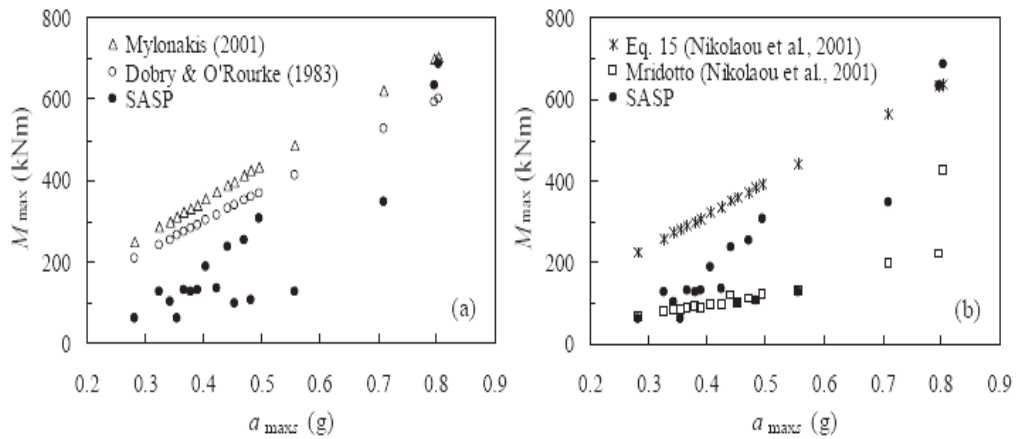 800
600
400
200
0
M max (kNm)
△ Mylonakis (2001)
○ Dobry & O'Rourke (1983)
● SASP
(a)
0.2 0.3 0.4 0.5 0.6 0.7 0.8 0.9
a maxs (g)
800
600
400
200
0
M max (kNm)
Eq. 15 (Nikolaou et al., 2001)
□ Mridotto (Nikolaou et al., 2001)
● SASP
(b)
0.2 0.3 0.4 0.5 0.6 0.7 0.8 0.9
a maxs (g)